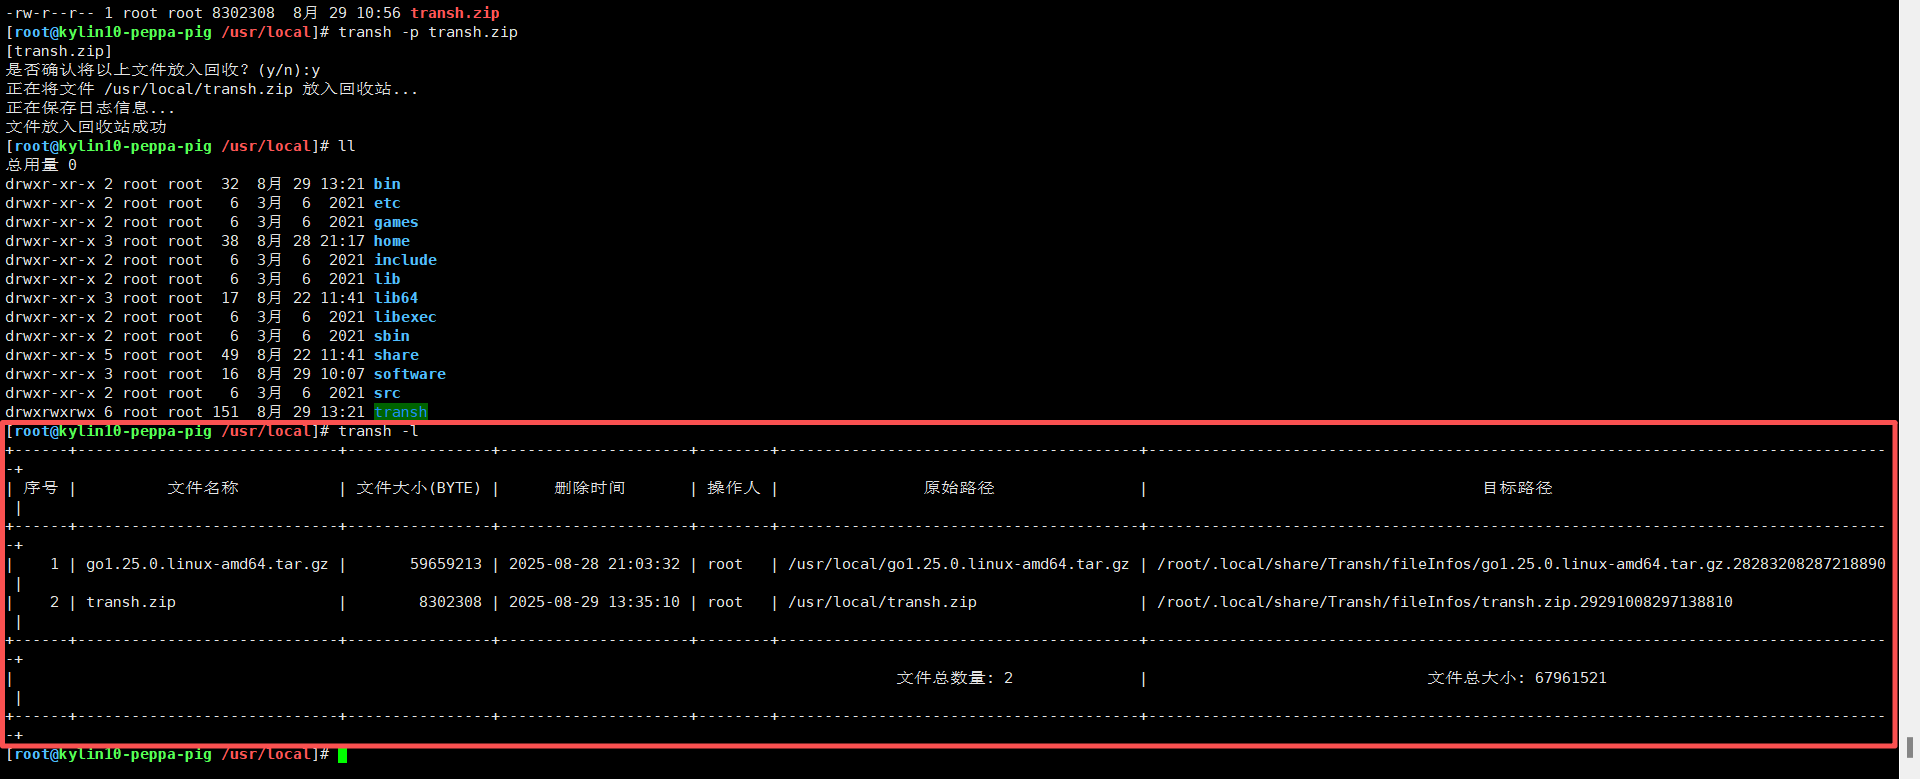 -rw-r--r-- 1 root root 8302308  8月 29 10:56 transh.zip
[root@kylin10-peppa-pig /usr/local]# transh -p transh.zip
[transh.zip]
是否确认将以上文件放入回收? (y/n):y
正在将文件 /usr/local/transh.zip 放入回收站...
正在保存日志信息...
文件放入回收站成功
[root@kylin10-peppa-pig /usr/local]# ll
总用量 0
drwxr-xr-x 2 root root  32  8月 29 13:21 bin
drwxr-xr-x 2 root root   6  3月  6  2021 etc
drwxr-xr-x 2 root root   6  3月  6  2021 games
drwxr-xr-x 3 root root  38  8月 28 21:17 home
drwxr-xr-x 2 root root   6  3月  6  2021 include
drwxr-xr-x 2 root root   6  3月  6  2021 lib
drwxr-xr-x 3 root root  17  8月 22 11:41 lib64
drwxr-xr-x 2 root root   6  3月  6  2021 libexec
drwxr-xr-x 2 root root   6  3月  6  2021 sbin
drwxr-xr-x 5 root root  49  8月 22 11:41 share
drwxr-xr-x 3 root root  16  8月 29 10:07 software
drwxr-xr-x 2 root root   6  3月  6  2021 src
drwxrwxrwx 6 root root 151  8月 29 13:21 transh
[root@kylin10-peppa-pig /usr/local]# transh -l
| 序号 | 文件名称 | 文件大小(BYTE) | 删除时间 | 操作人 | 原始路径 | 目标路径 |
| 1 | go1.25.0.linux-amd64.tar.gz | 59659213 | 2025-08-28 21:03:32 | root | /usr/local/go1.25.0.linux-amd64.tar.gz | /root/.local/share/Transh/fileInfos/go1.25.0.linux-amd64.tar.gz.28283208287218890 |
| 2 | transh.zip | 8302308 | 2025-08-29 13:35:10 | root | /usr/local/transh.zip | /root/.local/share/Transh/fileInfos/transh.zip.29291008297138810 |
| 文件总数量: 2 | 文件总大小: 67961521 |
[root@kylin10-peppa-pig /usr/local]#